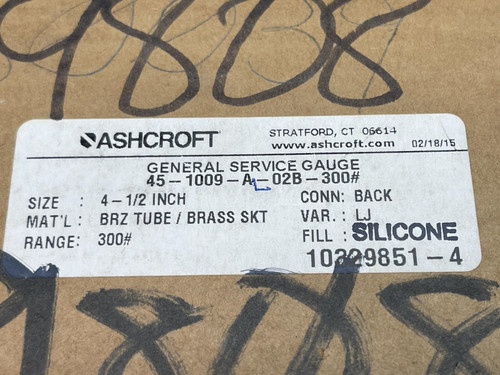 9808
ASHCROFT
STRATFORD, CT 06614
www.ashcroft.com 02/18/15
GENERAL SERVICE GAUGE
45-1009-A-02B-300#
L
SIZE : 4-1/2 INCH CONN: BACK
MAT'L : BRZ TUBE / BRASS SKT VAR. : LJ
RANGE: 300# FILL : SILICONE
10329851-4